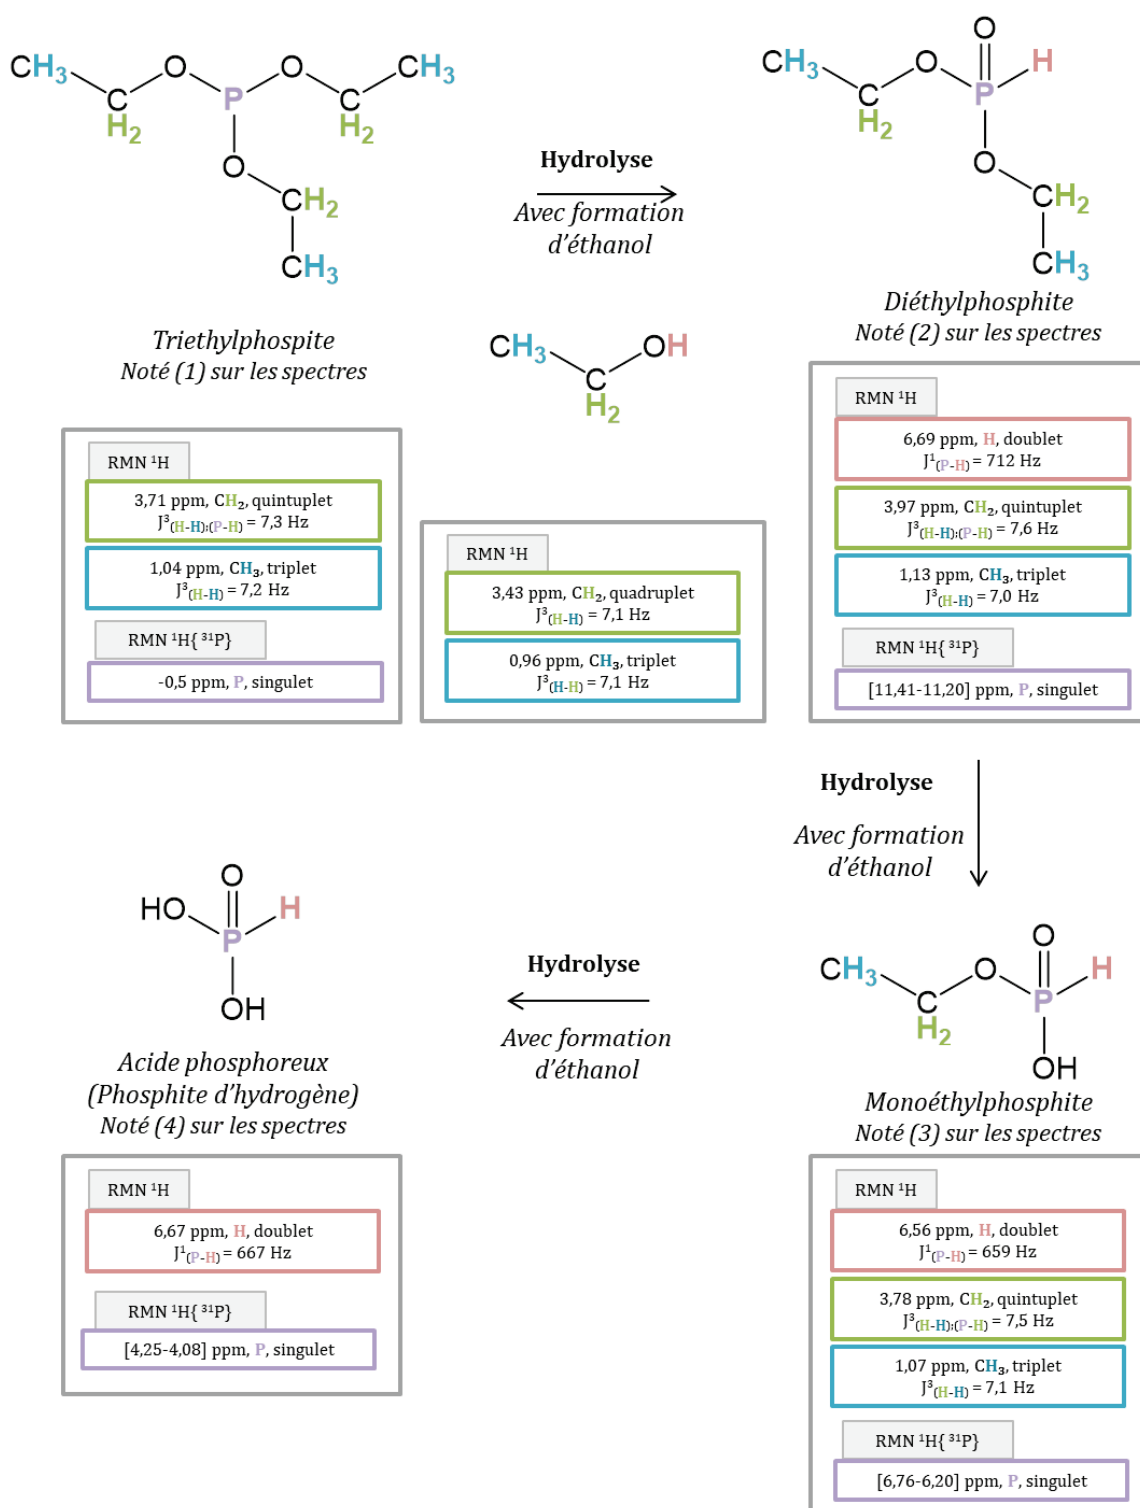 CH3
O
O
CH3
C
H2
P
C
H2
O
CH2
CH3
Triethylphospite
Noté (1) sur les spectres
RMN ¹H
3,71 ppm, CH₂, quintuplet
J³(H-H);(P-H) = 7,3 Hz
1,04 ppm, CH₃, triplet
J³(H-H) = 7,2 Hz
RMN ¹H{ ³¹P}
-0,5 ppm, P, singulet
Hydrolyse
Avec formation
d'éthanol
CH3
OH
C
H2
RMN ¹H
3,43 ppm, CH₂, quadruplet
J³(H-H) = 7,1 Hz
0,96 ppm, CH₃, triplet
J³(H-H) = 7,1 Hz
O
CH3
O
H
C
H2
P
O
CH2
CH3
Diéthylphosphite
Noté (2) sur les spectres
RMN ¹H
6,69 ppm, H, doublet
J¹(P-H) = 712 Hz
3,97 ppm, CH₂, quintuplet
J³(H-H);(P-H) = 7,6 Hz
1,13 ppm, CH₃, triplet
J³(H-H) = 7,0 Hz
RMN ¹H{ ³¹P}
[11,41-11,20] ppm, P, singulet
Hydrolyse
Avec formation
d'éthanol
O
CH3
O
H
C
H2
P
OH
Monoéthylphosphite
Noté (3) sur les spectres
RMN ¹H
6,56 ppm, H, doublet
J¹(P-H) = 659 Hz
3,78 ppm, CH₂, quintuplet
J³(H-H);(P-H) = 7,5 Hz
1,07 ppm, CH₃, triplet
J³(H-H) = 7,1 Hz
RMN ¹H{ ³¹P}
[6,76-6,20] ppm, P, singulet
Hydrolyse
Avec formation
d'éthanol
O
HO
H
P
OH
Acide phosphoreux
(Phosphite d'hydrogène)
Noté (4) sur les spectres
RMN ¹H
6,67 ppm, H, doublet
J¹(P-H) = 667 Hz
RMN ¹H{ ³¹P}
[4,25-4,08] ppm, P, singulet